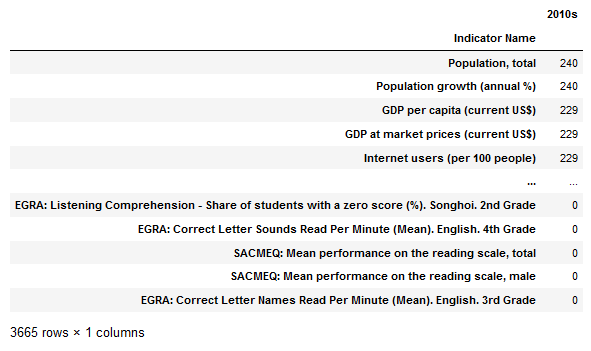 2010s
Indicator Name
Population, total 240
Population growth (annual %) 240
GDP per capita (current US$) 229
GDP at market prices (current US$) 229
Internet users (per 100 people) 229
... ...
EGRA: Listening Comprehension - Share of students with a zero score (%). Songhoi. 2nd Grade 0
EGRA: Correct Letter Sounds Read Per Minute (Mean). English. 4th Grade 0
SACMEQ: Mean performance on the reading scale, total 0
SACMEQ: Mean performance on the reading scale, male 0
EGRA: Correct Letter Names Read Per Minute (Mean). English. 3rd Grade 0
3665 rows × 1 columns